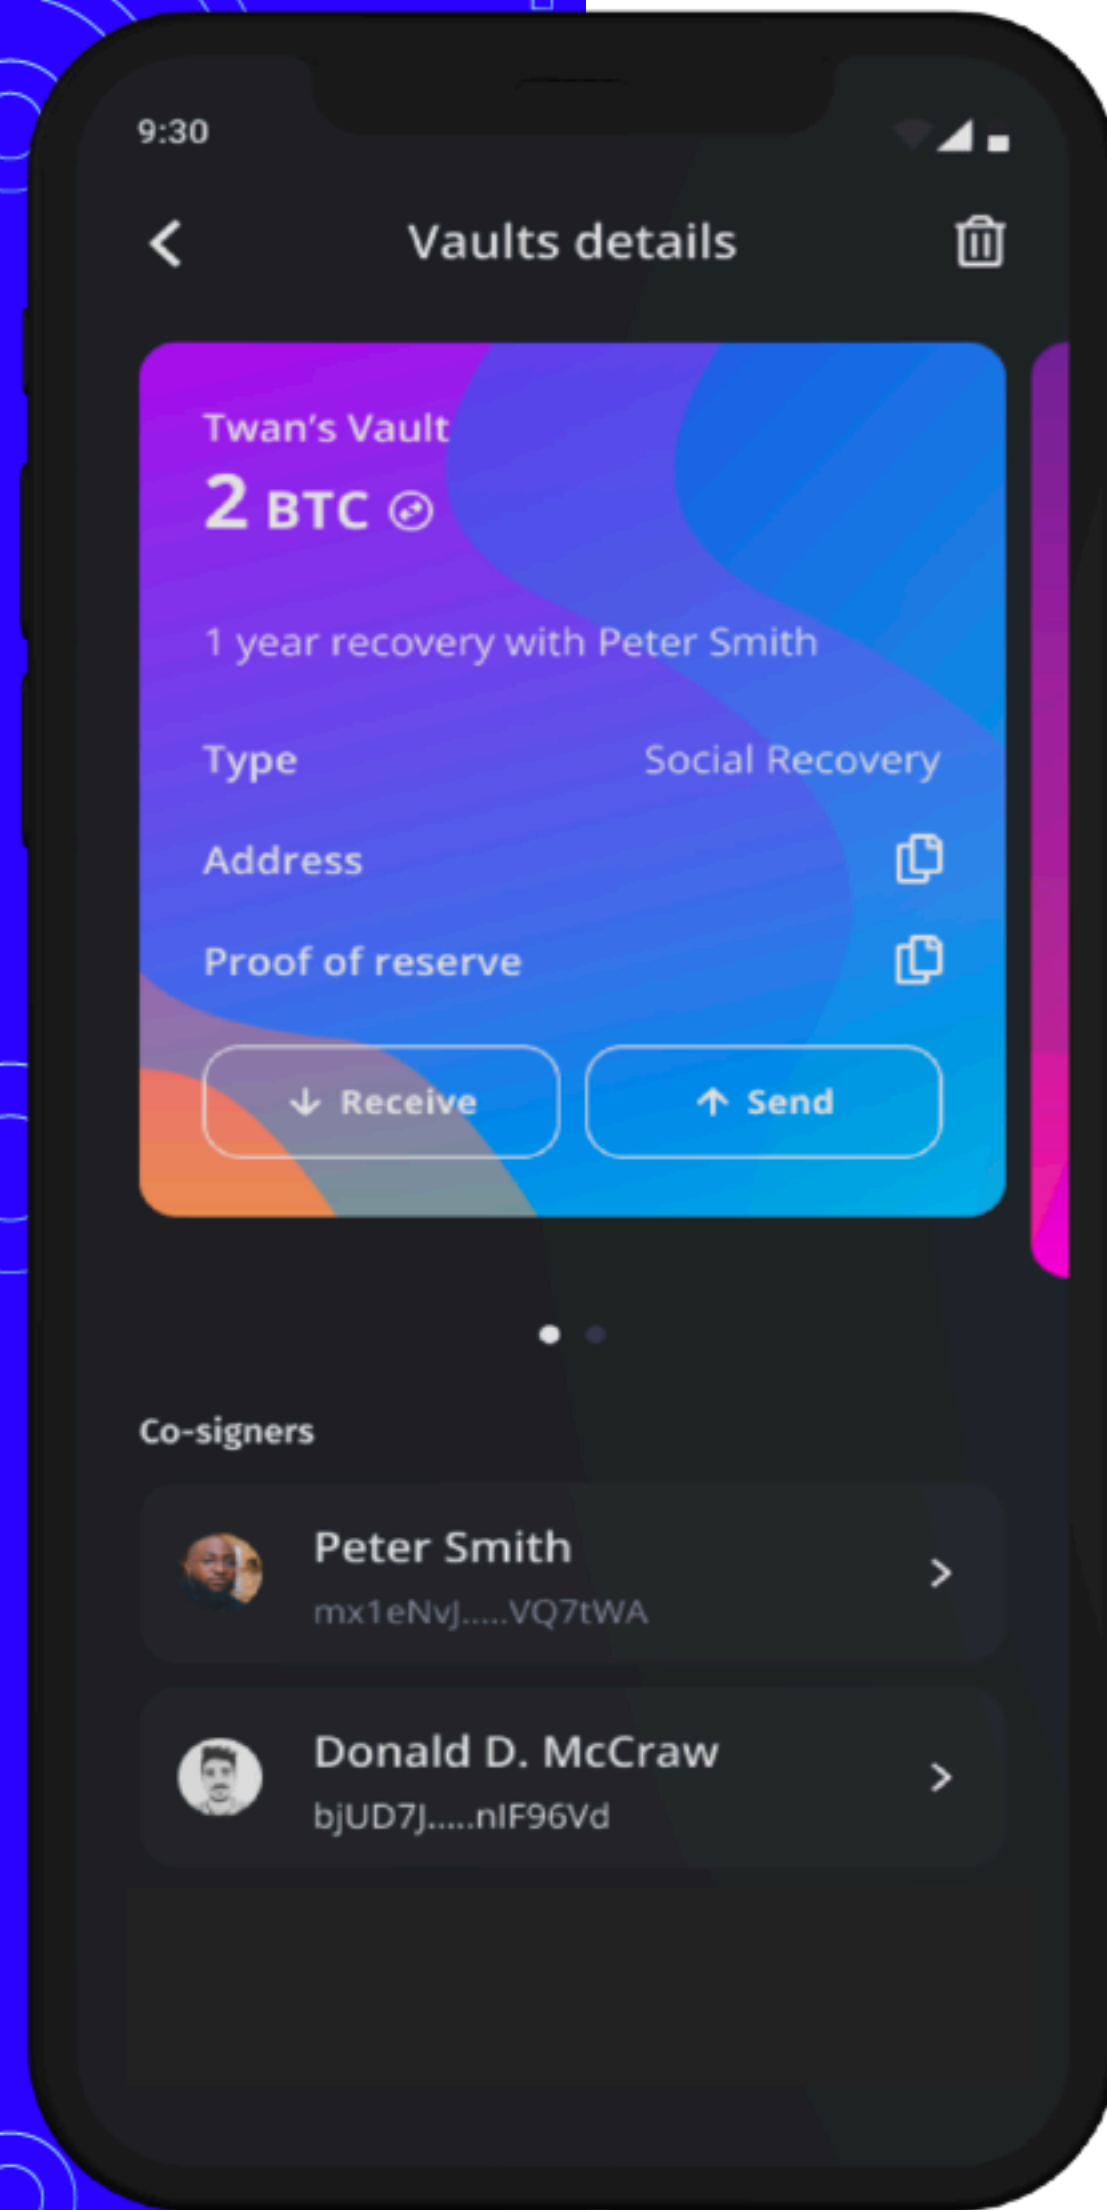 9:30
Vaults details
Twan's Vault
2 BTC
1 year recovery with Peter Smith
Type Social Recovery
Address
Proof of reserve
Receive Send
Co-signers
Peter Smith
mx1eNvJ.....VQ7tWA
Donald D. McCraw
bjUD7J.....nIF96Vd